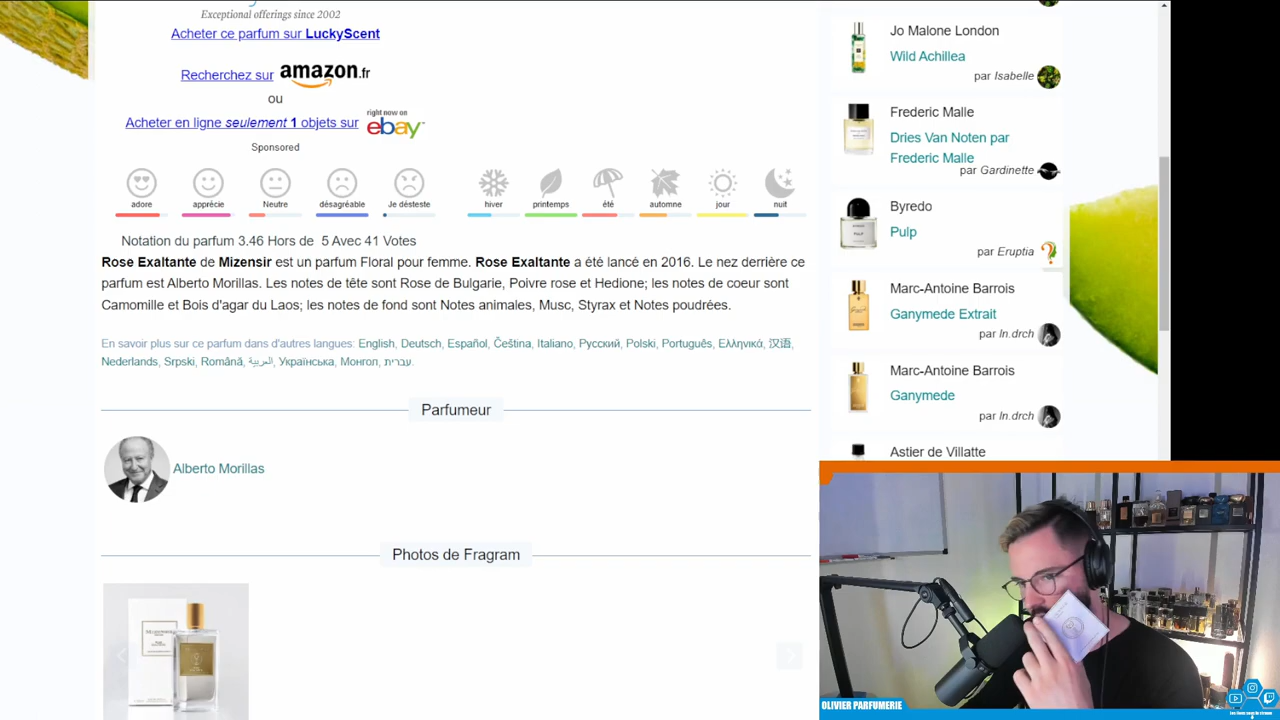 Exceptional offerings since 2002
Acheter ce parfum sur LuckyScent
Recherchez sur amazon.fr
ou
Acheter en ligne seulement 1 objets sur right now on ebay
Sponsored
adore
apprécie
Neutre
désagréable
Je désteste
hiver
printemps
été
automne
jour
nuit
Notation du parfum 3.46 Hors de 5 Avec 41 Votes
Rose Exaltante de Mizensir est un parfum Floral pour femme. Rose Exaltante a été lancé en 2016. Le nez derrière ce
parfum est Alberto Morillas. Les notes de tête sont Rose de Bulgarie, Poivre rose et Hedione; les notes de coeur sont
Camomille et Bois d'agar du Laos; les notes de fond sont Notes animales, Musc, Styrax et Notes poudrées.
En savoir plus sur ce parfum dans d'autres langues: English, Deutsch, Español, Čeština, Italiano, Русский, Polski, Português, Ελληνικά, 汉语,
Nederlands, Srpski, Română, العربية, Українська, Монгол, עברית.
Parfumeur
Alberto Morillas
Photos de Fragram
Jo Malone London
Wild Achillea
par Isabelle
Frederic Malle
Dries Van Noten par
Frederic Malle
par Gardinette
Byredo
Pulp
par Eruptia
Marc-Antoine Barrois
Ganymede Extrait
par In.drch
Marc-Antoine Barrois
Ganymede
par In.drch
Astier de Villatte
OLIVIER PARFUMERIE